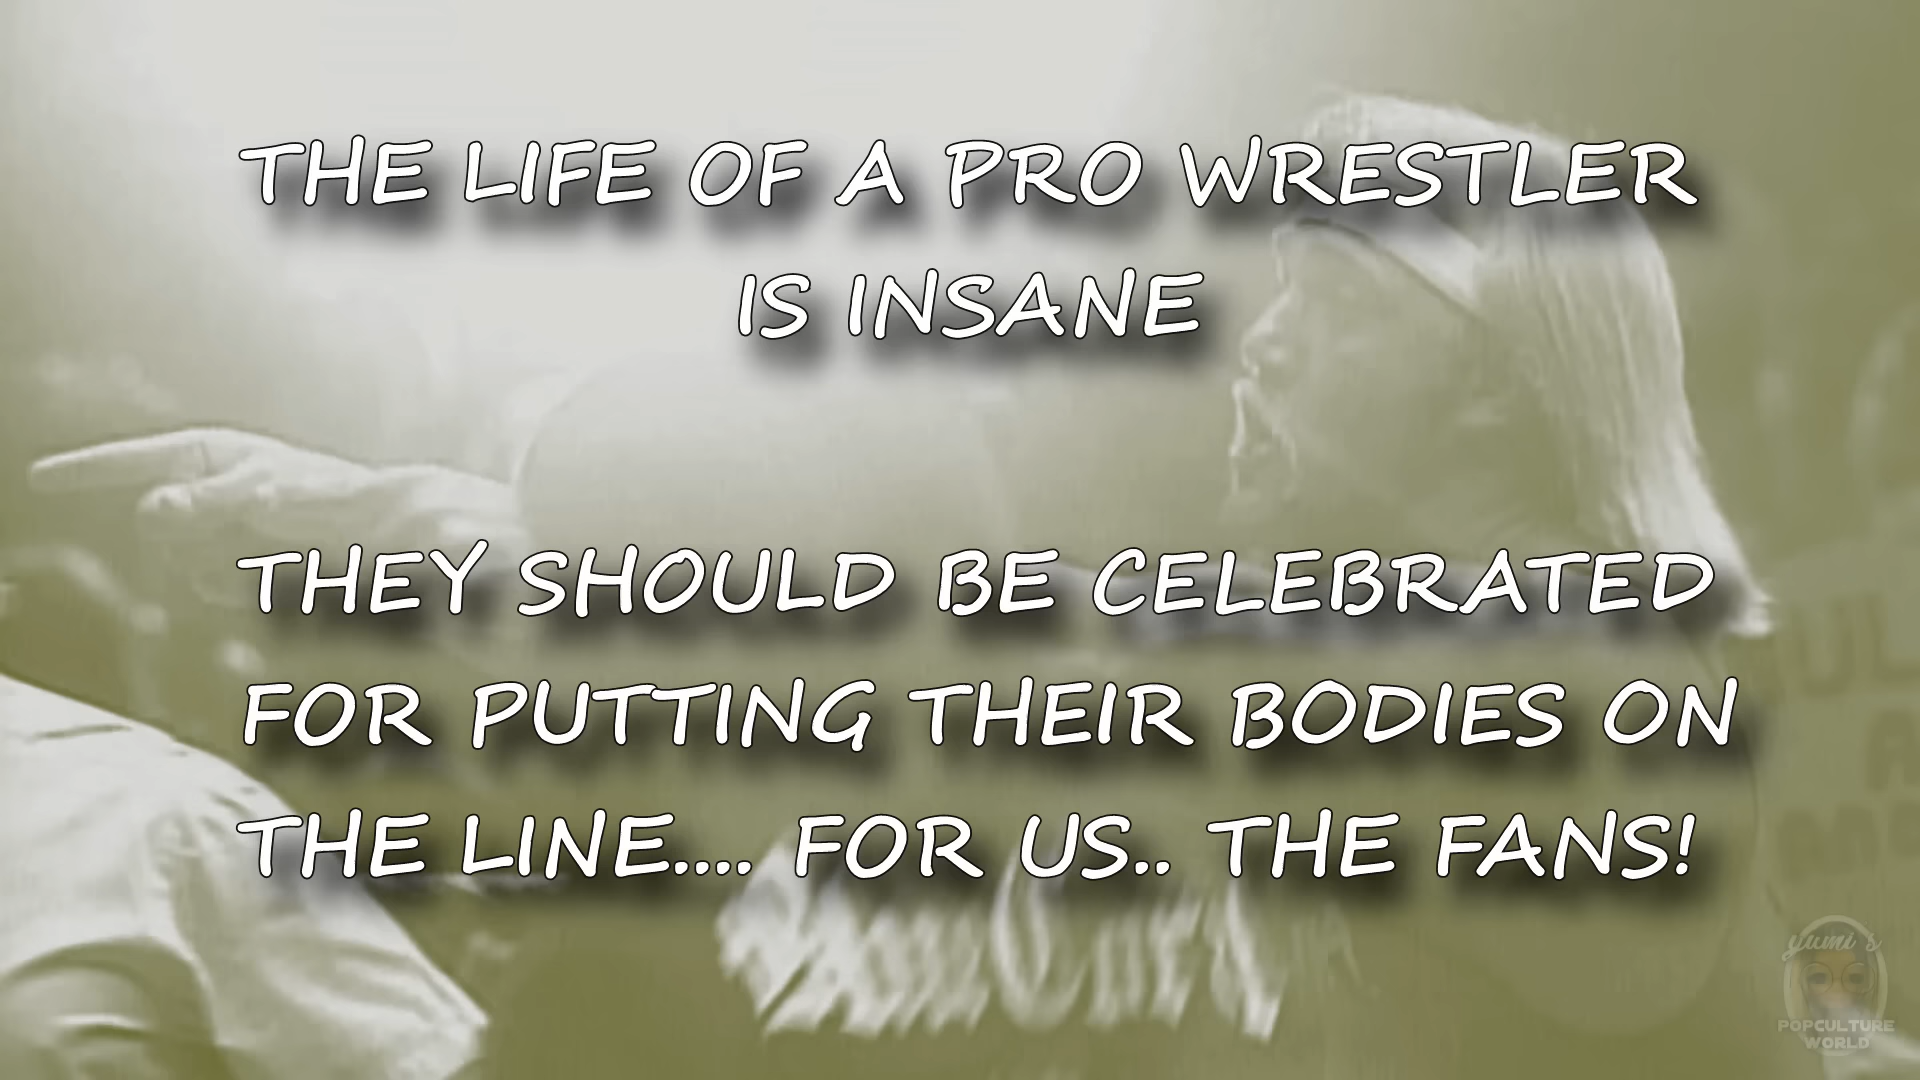 THE LIFE OF A PRO WRESTLER
IS INSANE
THEY SHOULD BE CELEBRATED
FOR PUTTING THEIR BODIES ON
THE LINE.... FOR US.. THE FANS!
yumi's
POPCULTURE
WORLD